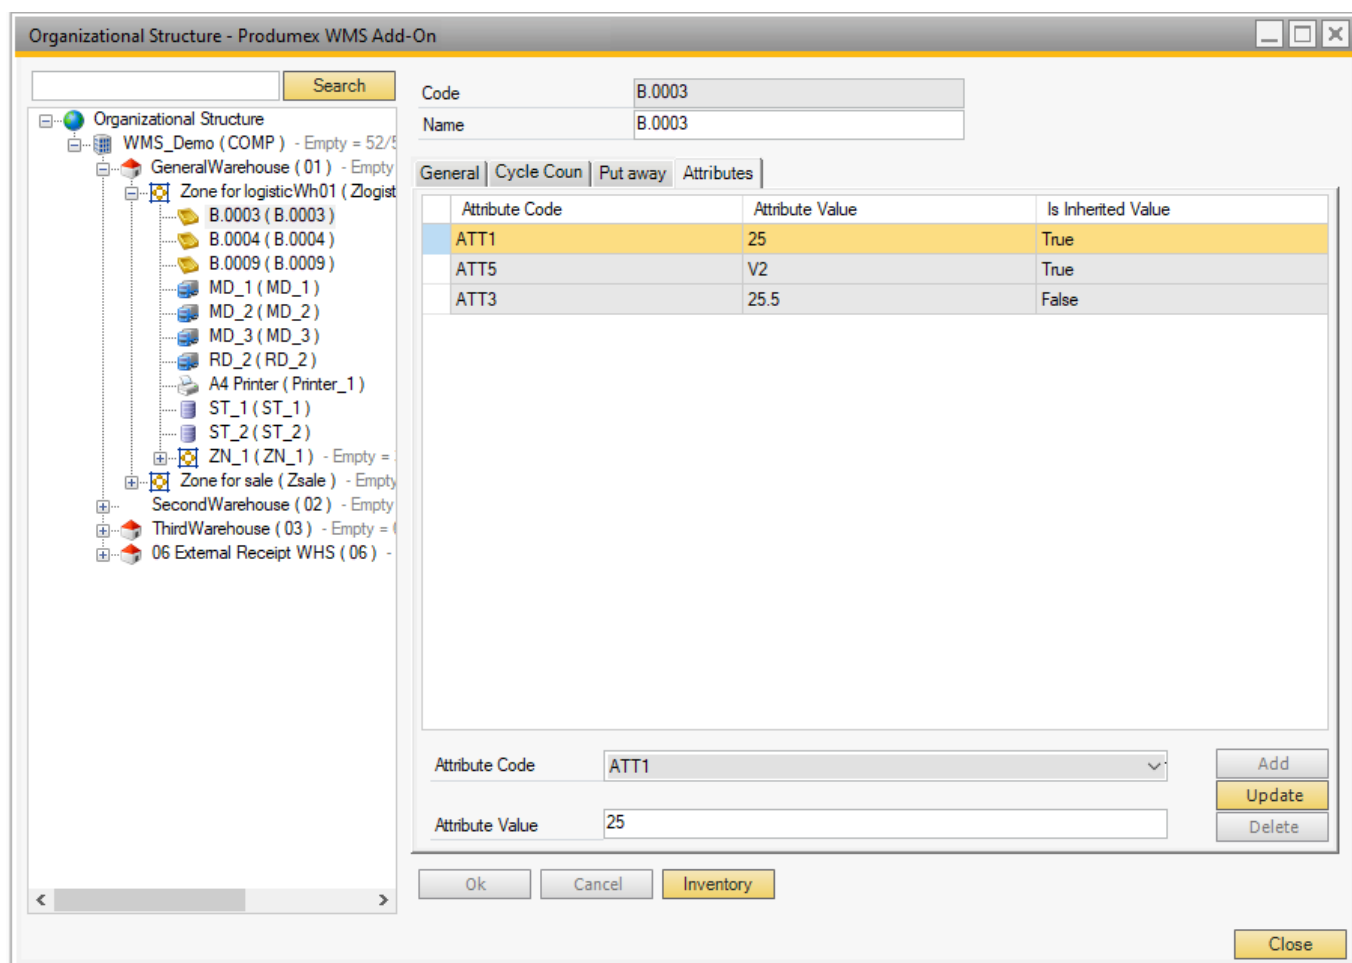 Organizational Structure - Produmex WMS Add-On
Search
Code B.0003
Name B.0003
Organizational Structure
WMS_Demo ( COMP ) - Empty = 52/5
GeneralWarehouse ( 01 ) - Empty
Zone for logisticWh01 ( Zlogist
B.0003 ( B.0003 )
B.0004 ( B.0004 )
B.0009 ( B.0009 )
MD_1 ( MD_1 )
MD_2 ( MD_2 )
MD_3 ( MD_3 )
RD_2 ( RD_2 )
A4 Printer ( Printer_1 )
ST_1 ( ST_1 )
ST_2 ( ST_2 )
ZN_1 ( ZN_1 ) - Empty =
Zone for sale ( Zsale ) - Empty
SecondWarehouse ( 02 ) - Empty
ThirdWarehouse ( 03 ) - Empty =
06 External Receipt WHS ( 06 ) -
General Cycle Coun Put away Attributes
Attribute Code Attribute Value Is Inherited Value
ATT1 25 True
ATT5 V2 True
ATT3 25.5 False
Attribute Code ATT1 Add
Update
Attribute Value 25 Delete
Ok Cancel Inventory
Close